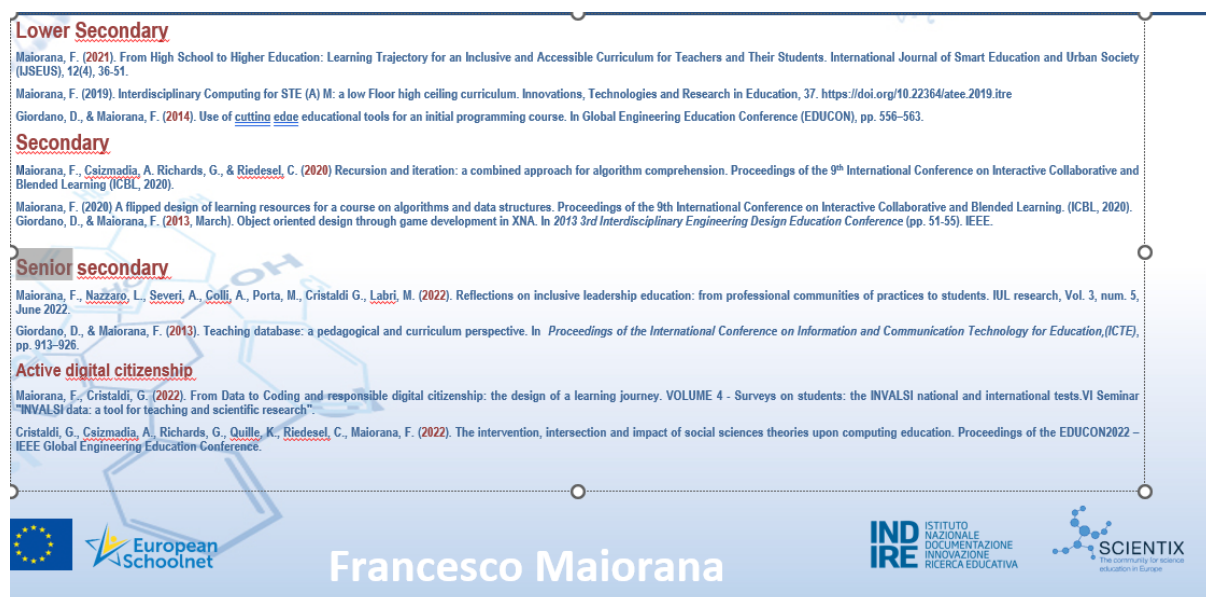 Lower Secondary
Maiorana, F. (2021). From High School to Higher Education: Learning Trajectory for an Inclusive and Accessible Curriculum for Teachers and Their Students. International Journal of Smart Education and Urban Society
(IJSEUS), 12(4), 36-51.
Maiorana, F. (2019). Interdisciplinary Computing for STE (A) M: a low Floor high ceiling curriculum. Innovations, Technologies and Research in Education, 37. https://doi.org/10.22364/atee.2019.itre
Giordano, D., & Maiorana, F. (2014). Use of cutting edge educational tools for an initial programming course. In Global Engineering Education Conference (EDUCON), pp. 556–563.
Secondary
Maiorana, F., Csizmadia, A. Richards, G., & Riedesel, C. (2020) Recursion and iteration: a combined approach for algorithm comprehension. Proceedings of the 9th International Conference on Interactive Collaborative and
Blended Learning (ICBL, 2020).
Maiorana, F. (2020) A flipped design of learning resources for a course on algorithms and data structures. Proceedings of the 9th International Conference on Interactive Collaborative and Blended Learning. (ICBL, 2020).
Giordano, D., & Maiorana, F. (2013, March). Object oriented design through game development in XNA. In 2013 3rd Interdisciplinary Engineering Design Education Conference (pp. 51-55). IEEE.
Senior secondary
Maiorana, F., Nazzaro, L., Severi, A., Colli, A., Porta, M., Cristaldi G., Labri, M. (2022). Reflections on inclusive leadership education: from professional communities of practices to students. IUL research, Vol. 3, num. 5,
June 2022.
Giordano, D., & Maiorana, F. (2013). Teaching database: a pedagogical and curriculum perspective. In Proceedings of the International Conference on Information and Communication Technology for Education,(ICTE),
pp. 913–926.
Active digital citizenship
Maiorana, F., Cristaldi, G. (2022). From Data to Coding and responsible digital citizenship: the design of a learning journey. VOLUME 4 - Surveys on students: the INVALSI national and international tests.VI Seminar
"INVALSI data: a tool for teaching and scientific research".
Cristaldi, G., Csizmadia, A., Richards, G., Quille, K., Riedesel, C., Maiorana, F. (2022). The intervention, intersection and impact of social sciences theories upon computing education. Proceedings of the EDUCON2022 –
IEEE Global Engineering Education Conference.
European
Schoolnet
Francesco Maiorana
IND
IRE
ISTITUTO
NAZIONALE
DOCUMENTAZIONE
INNOVAZIONE
RICERCA EDUCATIVA
SCIENTIX
The community for science
education in Europe